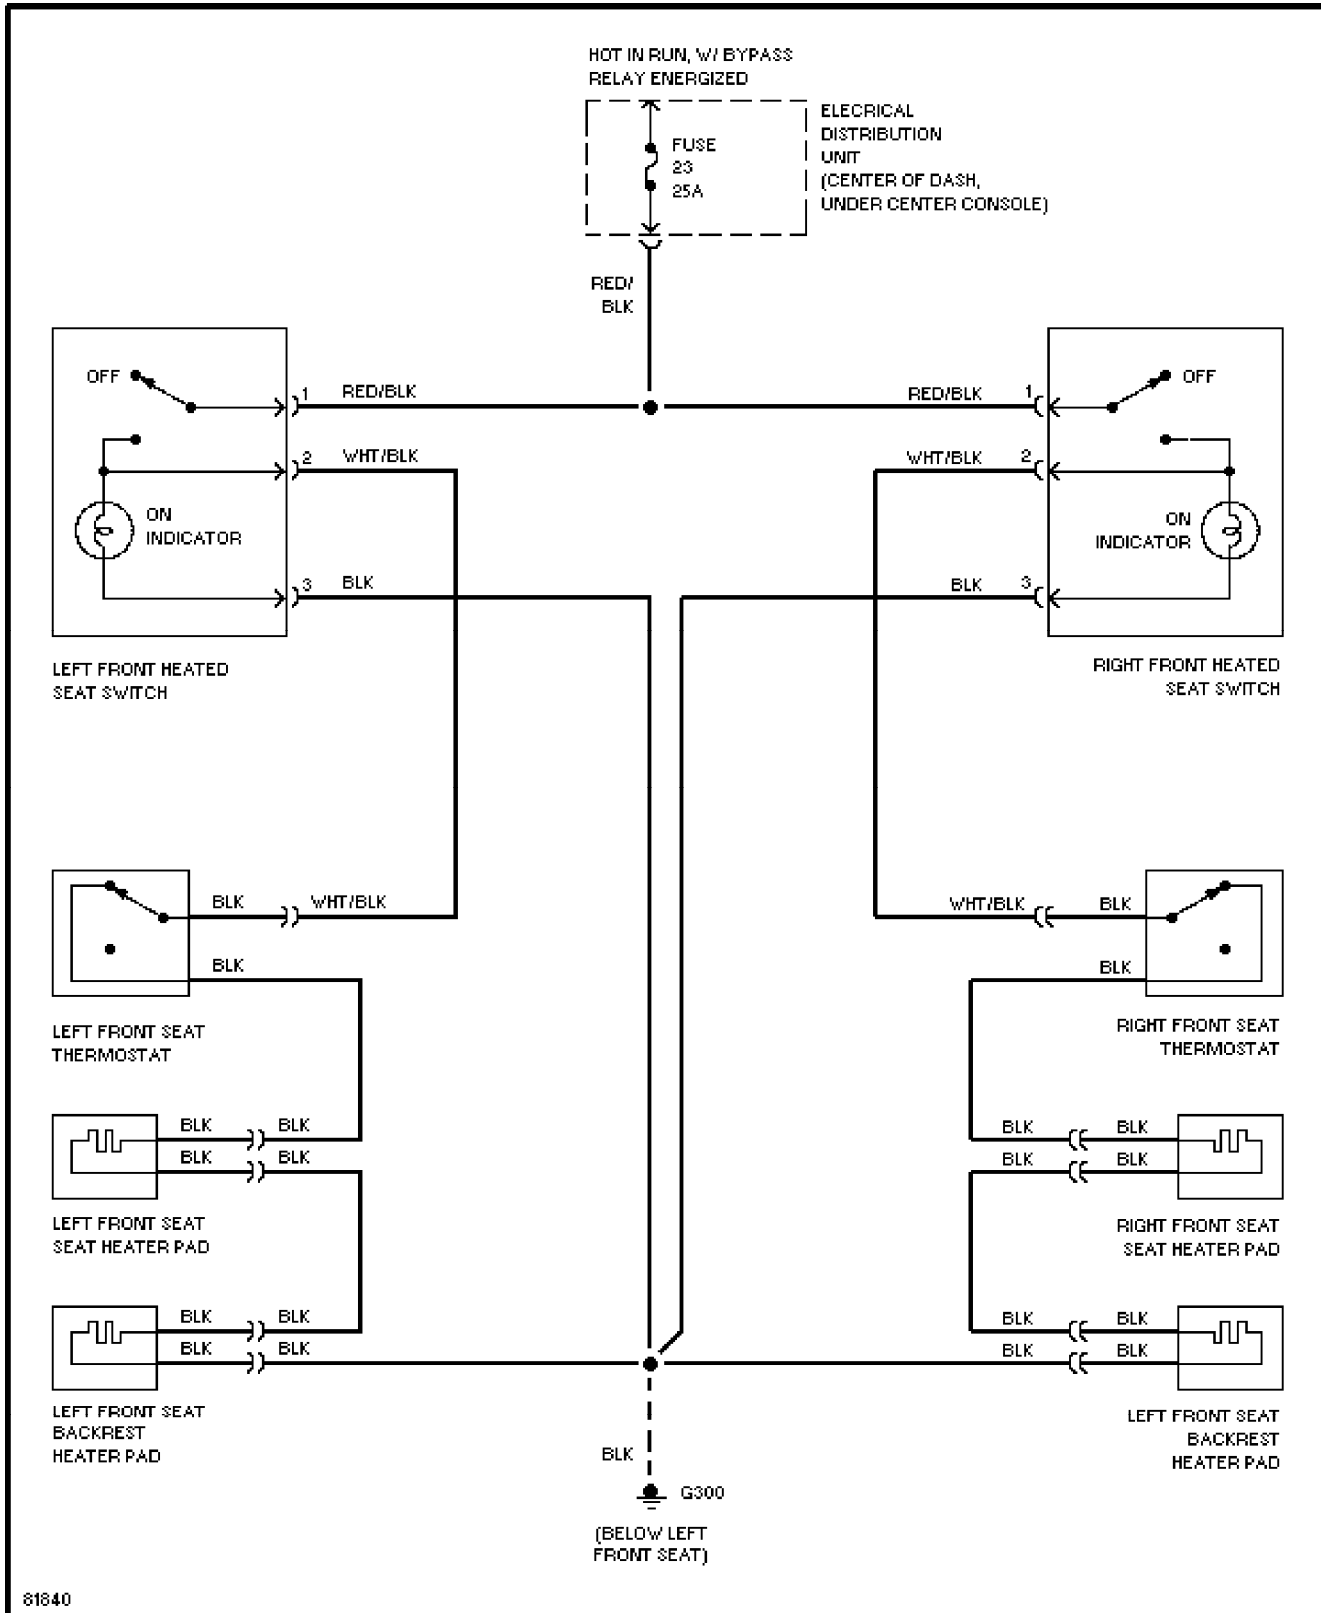 HOT IN RUN, W/ BYPASS
RELAY ENERGIZED
ELECRICAL
DISTRIBUTION
UNIT
(CENTER OF DASH,
UNDER CENTER CONSOLE)
FUSE
23
25A
RED/
BLK
OFF
1
RED/BLK
RED/BLK
1
OFF
2
WHT/BLK
WHT/BLK
2
ON
INDICATOR
ON
INDICATOR
3
BLK
BLK
3
LEFT FRONT HEATED
SEAT SWITCH
RIGHT FRONT HEATED
SEAT SWITCH
BLK
WHT/BLK
WHT/BLK
BLK
BLK
BLK
LEFT FRONT SEAT
THERMOSTAT
RIGHT FRONT SEAT
THERMOSTAT
BLK
BLK
BLK
BLK
BLK
BLK
BLK
BLK
LEFT FRONT SEAT
SEAT HEATER PAD
RIGHT FRONT SEAT
SEAT HEATER PAD
BLK
BLK
BLK
BLK
BLK
BLK
BLK
BLK
LEFT FRONT SEAT
BACKREST
HEATER PAD
LEFT FRONT SEAT
BACKREST
HEATER PAD
BLK
G300
(BELOW LEFT
FRONT SEAT)
81840